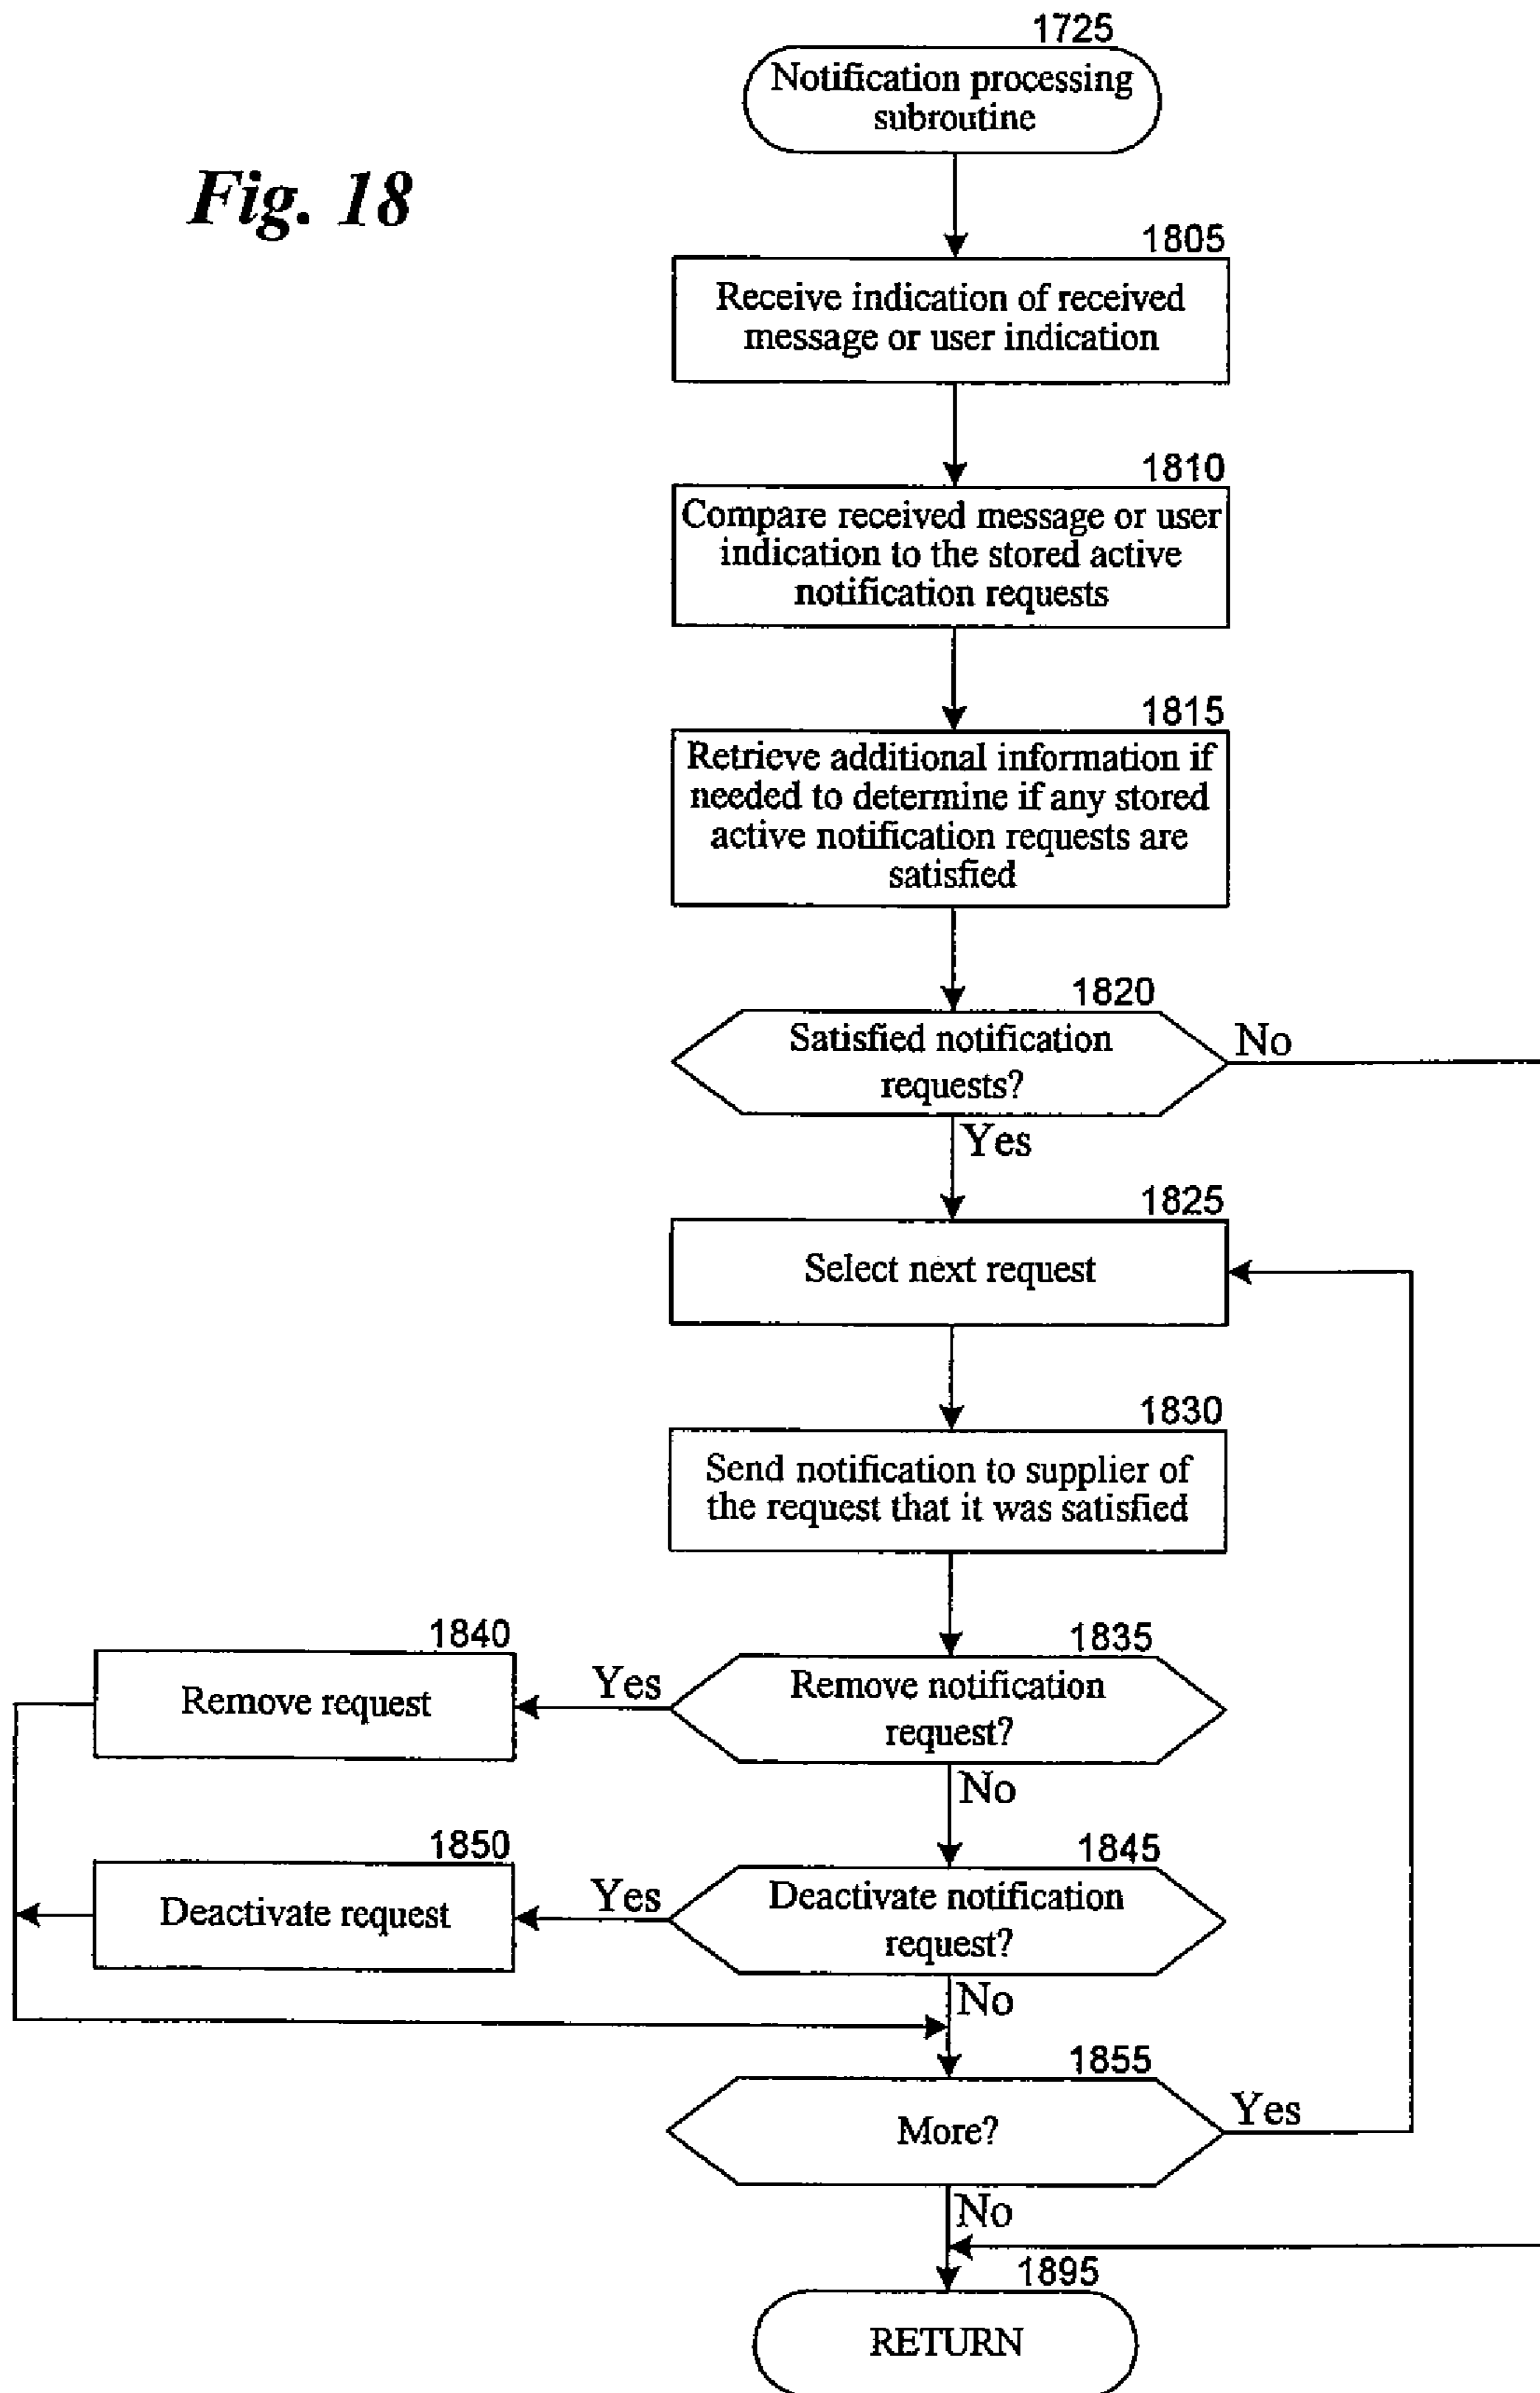 Fig. 18
1725
Notification processing
subroutine
1805
Receive indication of received
message or user indication
1810
Compare received message or user
indication to the stored active
notification requests
1815
Retrieve additional information if
needed to determine if any stored
active notification requests are
satisfied
1820
Satisfied notification
requests?
No
Yes
1825
Select next request
1830
Send notification to supplier of
the request that it was satisfied
1835
Remove notification
request?
Yes
1840
Remove request
No
1845
Deactivate notification
request?
Yes
1850
Deactivate request
No
1855
More?
Yes
No
1895
RETURN